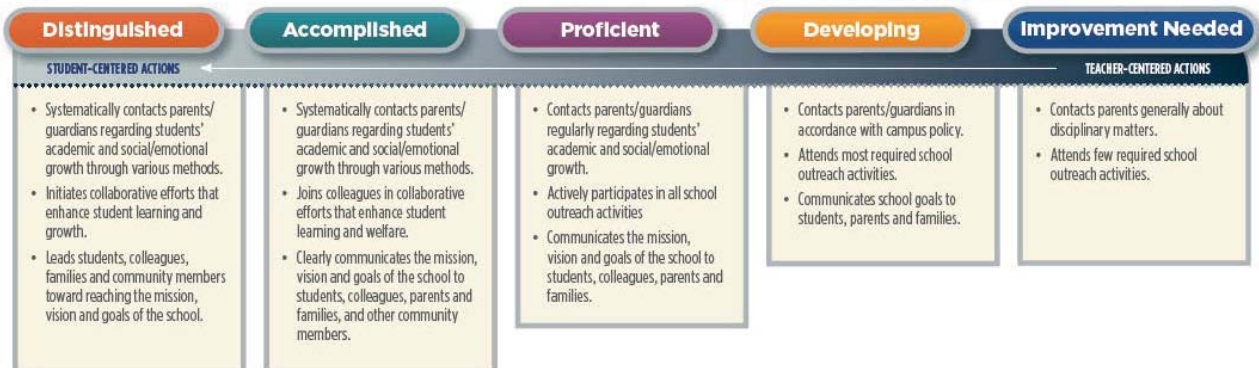 Distinguished
Accomplished
Proficient
Developing
Improvement Needed
STUDENT-CENTERED ACTIONS
TEACHER-CENTERED ACTIONS
• Systematically contacts parents/
guardians regarding students'
academic and social/emotional
growth through various methods.
• Initiates collaborative efforts that
enhance student learning and
growth.
• Leads students, colleagues,
families and community members
toward reaching the mission,
vision and goals of the school.
• Systematically contacts parents/
guardians regarding students'
academic and social/emotional
growth through various methods.
• Joins colleagues in collaborative
efforts that enhance student
learning and welfare.
• Clearly communicates the mission,
vision and goals of the school to
students, colleagues, parents and
families, and other community
members.
• Contacts parents/guardians
regularly regarding students'
academic and social/emotional
growth.
• Actively participates in all school
outreach activities
• Communicates the mission,
vision and goals of the school to
students, colleagues, parents and
families.
• Contacts parents/guardians in
accordance with campus policy.
• Attends most required school
outreach activities.
• Communicates school goals to
students, parents and families.
• Contacts parents generally about
disciplinary matters.
• Attends few required school
outreach activities.